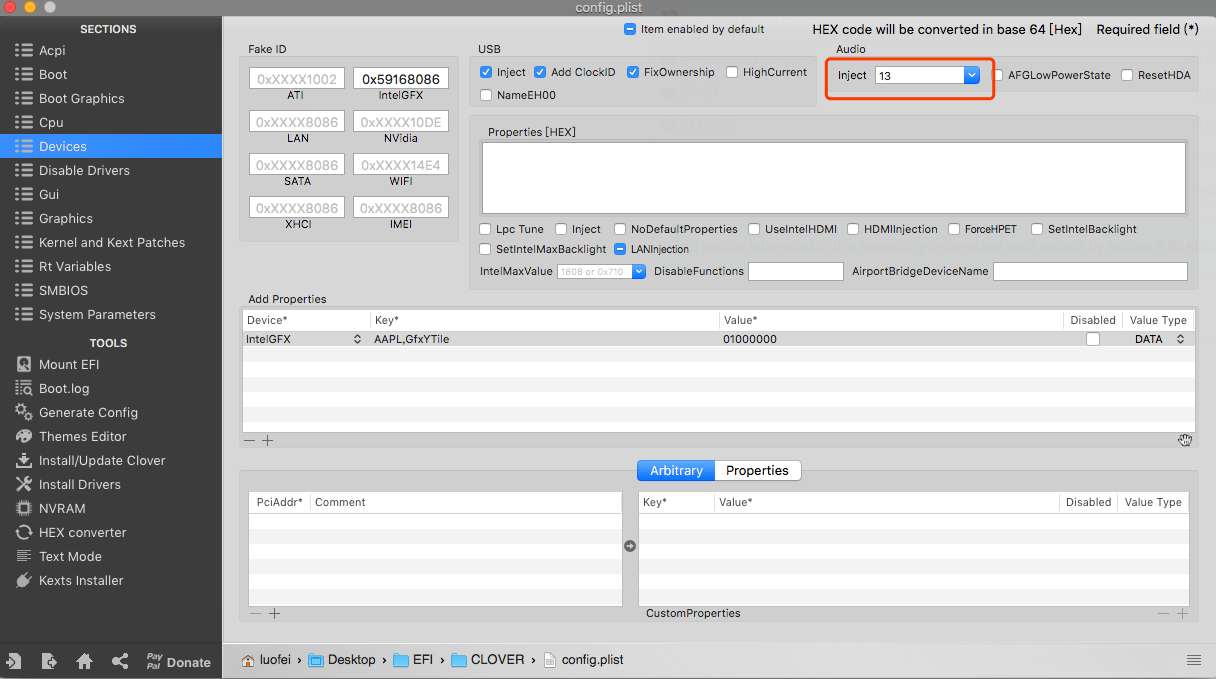 config.plist
SECTIONS
Acpi
Boot
Boot Graphics
Cpu
Devices
Disable Drivers
Gui
Graphics
Kernel and Kext Patches
Rt Variables
SMBIOS
System Parameters
TOOLS
Mount EFI
Boot.log
Generate Config
Themes Editor
Install/Update Clover
Install Drivers
NVRAM
HEX converter
Text Mode
Kexts Installer
Pay Pal Donate
Item enabled by default HEX code will be converted in base 64 [Hex] Required field (*)
Fake ID
0xXXXX1002 0x59168086
ATI IntelGFX
0xXXXX8086 0xXXXX10DE
LAN NVidia
0xXXXX8086 0xXXXX14E4
SATA WIFI
0xXXXX8086 0xXXXX8086
XHCI IMEI
USB
Inject Add ClockID FixOwnership HighCurrent
NameEH00
Audio
Inject 13 AFGLowPowerState ResetHDA
Properties [HEX]
Lpc Tune Inject NoDefaultProperties UseIntelHDMI HDMIInjection ForceHPET SetIntelBacklight
SetIntelMaxBacklight LANInjection
IntelMaxValue 1808 or 0x710 DisableFunctions AirportBridgeDeviceName
Add Properties
Device* Key* Value* Disabled Value Type
IntelGFX AAPL,GfxYTile 01000000 DATA
Arbitrary Properties
PciAddr* Comment
Key* Value* Disabled Value Type
CustomProperties
luofei › Desktop › EFI › CLOVER › config.plist